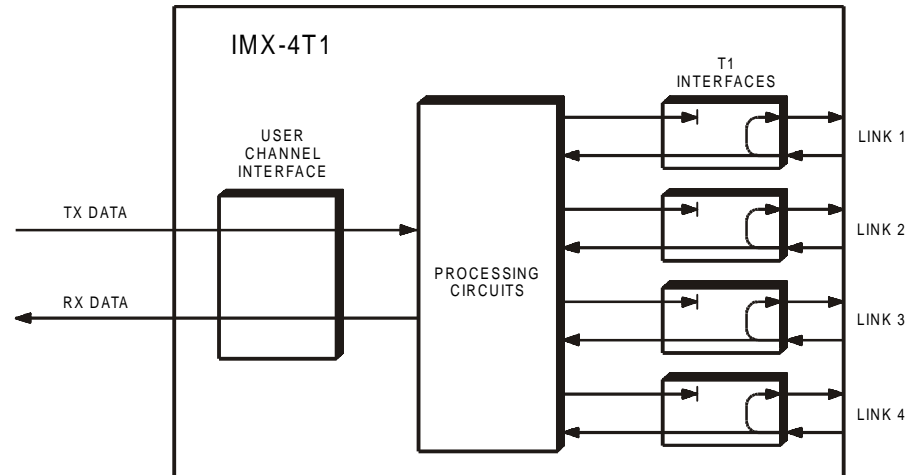 IMX-4T1
T1
INTERFACES
USER
CHANNEL
INTERFACE
LINK 1
TX DATA
LINK 2
PROCESSING
CIRCUITS
RX DATA
LINK 3
LINK 4